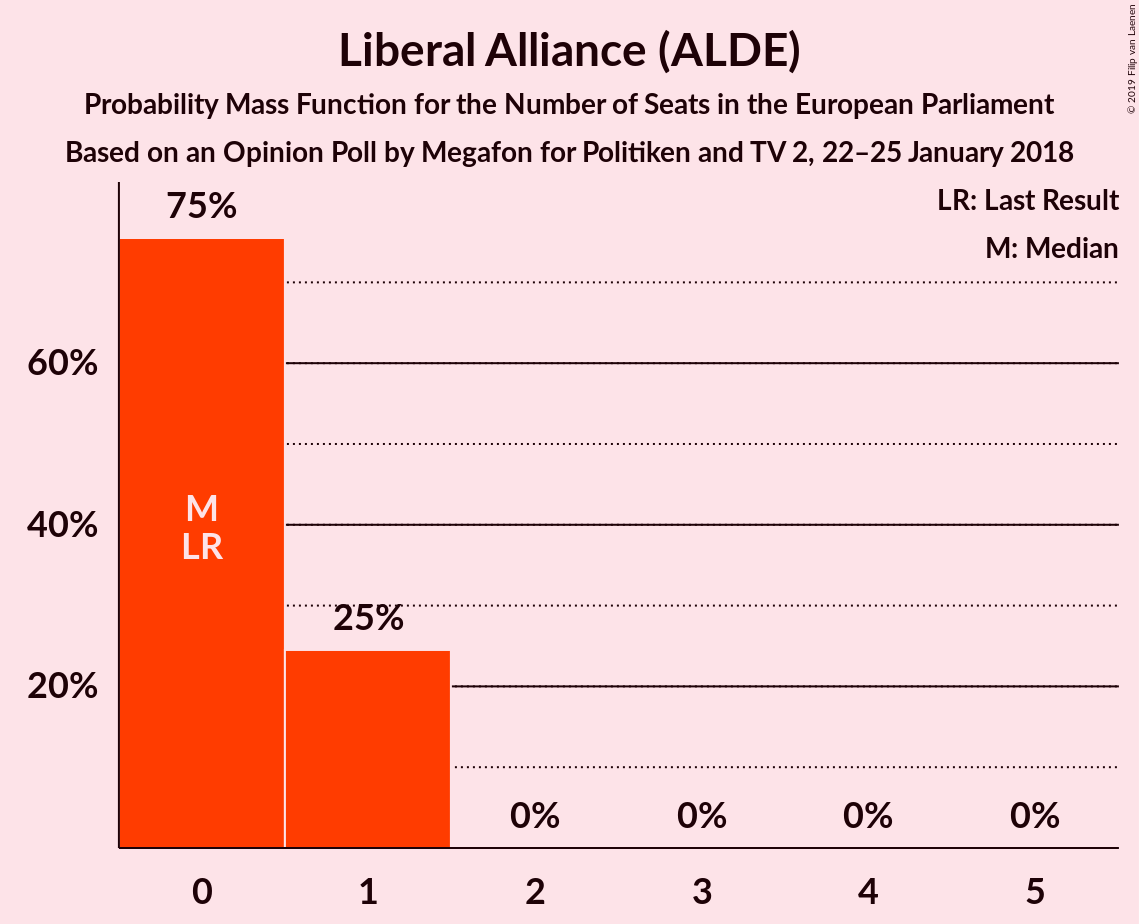 Liberal Alliance (ALDE)
Probability Mass Function for the Number of Seats in the European Parliament
Based on an Opinion Poll by Megafon for Politiken and TV 2, 22–25 January 2018
© 2019 Filip van Laenen
LR: Last Result
M: Median
75%
60%
40%
20%
M
LR
25%
0%
0%
0%
0%
0
1
2
3
4
5